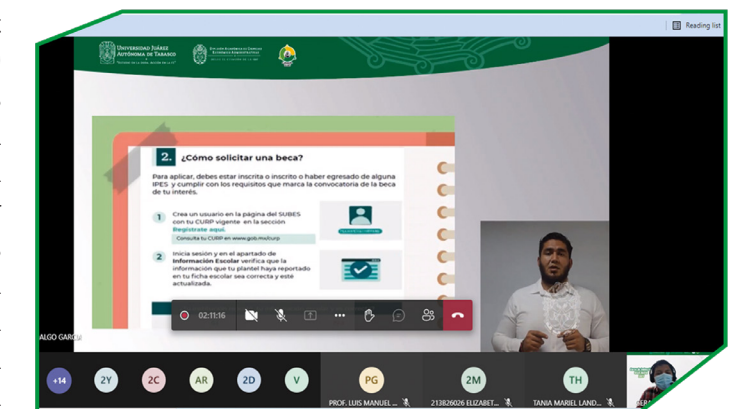 Reading list
UNIVERSIDAD JUÁREZ
AUTÓNOMA DE TABASCO
2. ¿Cómo solicitar una beca?
Para aplicar, debes estar inscrita o inscrito o haber egresado de alguna
IPES y cumplir con los requisitos que marca la convocatoria de la beca
de tu interés.
1 Crea un usuario en la página del SUBES
con tu CURP vigente en la sección
Regístrate aquí.
Consulta tu CURP en www.gob.mx/curp
2 Inicia sesión y en el apartado de
Información Escolar verifica que la
información que tu plantel haya reportado
en tu ficha escolar sea correcta y esté
actualizada.
02:11:16
ALGO GARCIA
+14 2Y 2C AR 2D V PG 2M TH
PROF. LUIS MANUEL ... 213B26026 ELIZABET... TANIA MARIEL LAND...